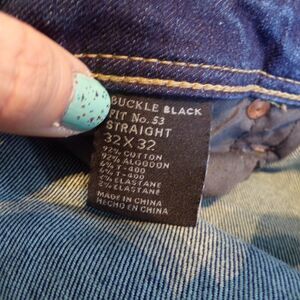 BUCKLE BLACK
FIT No. 53
STRAIGHT
32 X 32
92% COTTON
92% ALGODON
6% T-400
6% T-400
2% ELASTANE
2% ELASTANE
MADE IN CHINA
HECHO EN CHINA